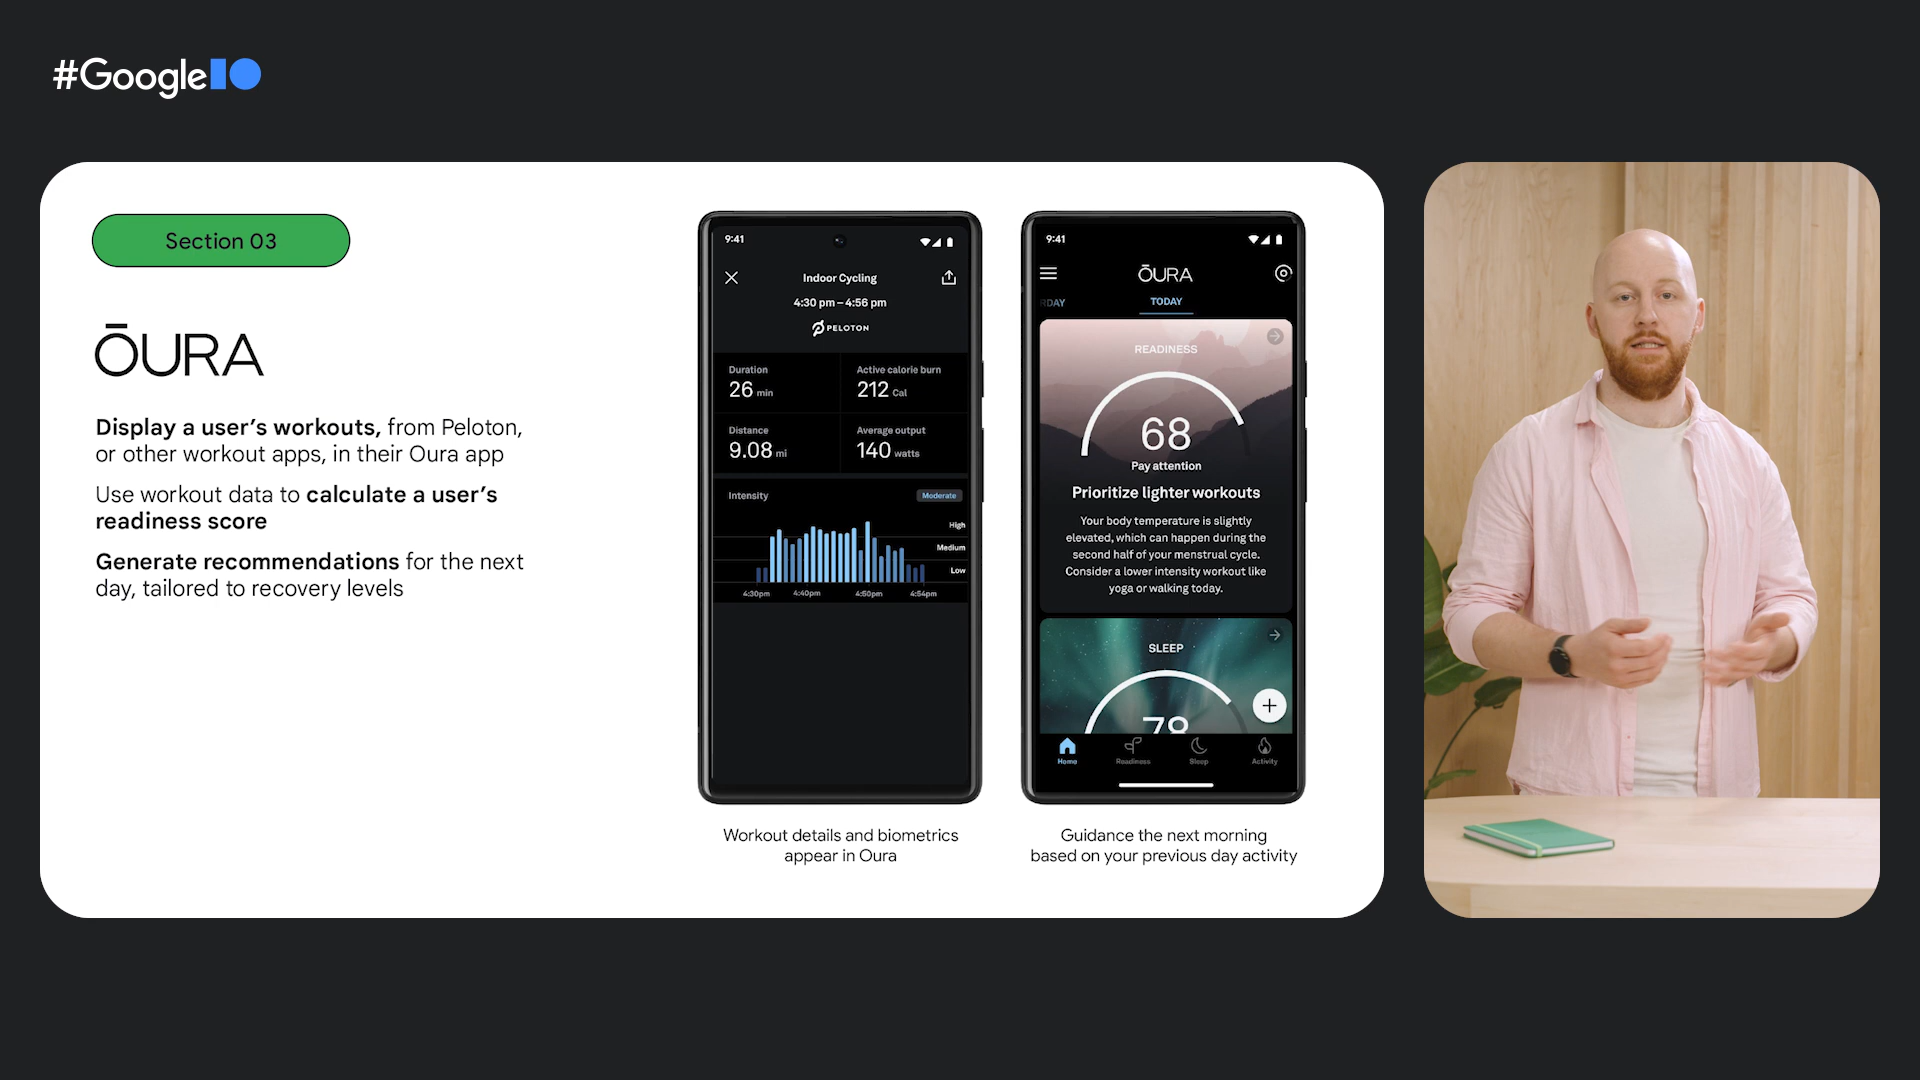 #GoogleIO
Section 03
ŌURA
Display a user's workouts, from Peloton,
or other workout apps, in their Oura app
Use workout data to calculate a user's
readiness score
Generate recommendations for the next
day, tailored to recovery levels
9:41
Indoor Cycling
4:30 pm – 4:56 pm
PELOTON
Duration
26 min
Active calorie burn
212 Cal
Distance
9.08 mi
Average output
140 watts
Intensity
Moderate
High
Medium
Low
4:30pm 4:40pm 4:50pm 4:54pm
Workout details and biometrics
appear in Oura
9:41
ŌURA
RDAY TODAY
READINESS
68
Pay attention
Prioritize lighter workouts
Your body temperature is slightly
elevated, which can happen during the
second half of your menstrual cycle.
Consider a lower intensity workout like
yoga or walking today.
SLEEP
78
Home Readiness Sleep Activity
Guidance the next morning
based on your previous day activity